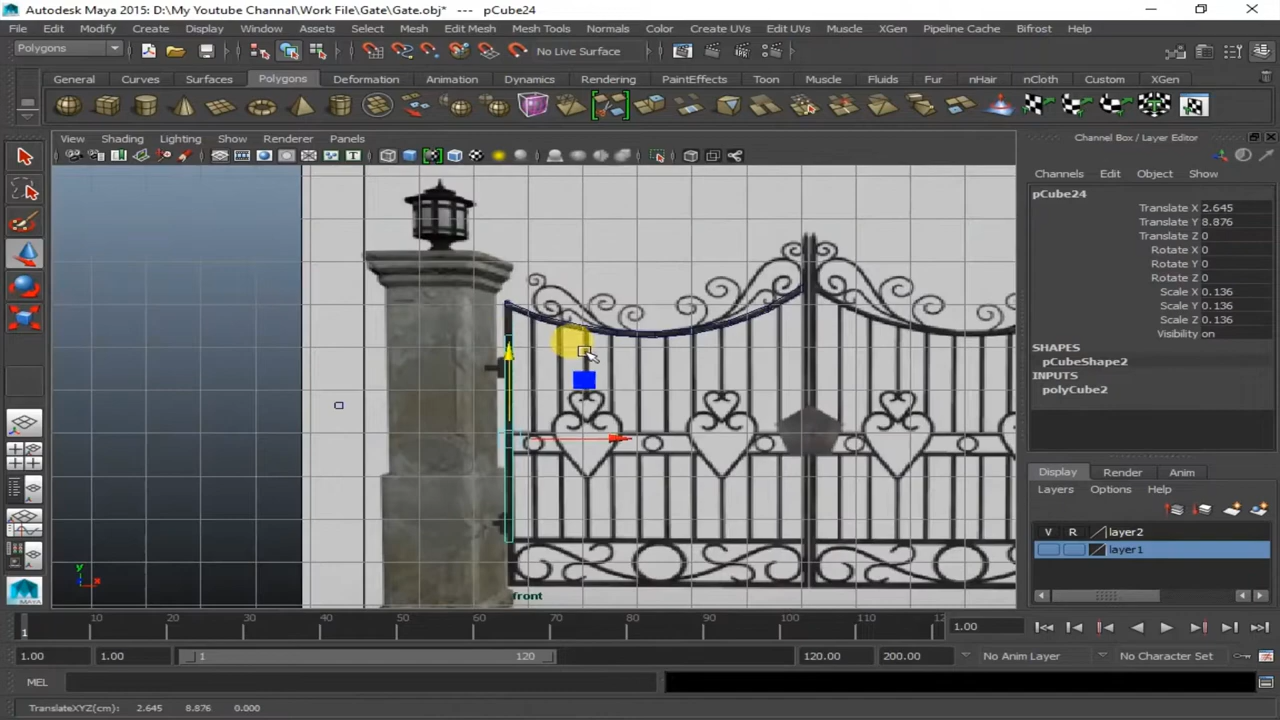 Autodesk Maya 2015: D:\My Youtube Channel\Work File\Gate\Gate.obj* --- pCube24
File Edit Modify Create Display Window Assets Select Mesh Edit Mesh Mesh Tools Normals Color Create UVs Edit UVs Muscle Pipeline Cache Bifrost Help
Polygons No Live Surface
General Curves Surfaces Polygons Deformation Animation Dynamics Rendering PaintEffects Toon Muscle Fluids Fur nHair nCloth Custom XGen
View Shading Lighting Show Renderer Panels
Channel Box / Layer Editor
Channels Edit Object Show
pCube24
Translate X 2.645
Translate Y 8.876
Translate Z 0
Rotate X 0
Rotate Y 0
Rotate Z 0
Scale X 0.136
Scale Y 0.136
Scale Z 0.136
Visibility on
SHAPES
pCubeShape2
INPUTS
polyCube2
Display Render Anim
Layers Options Help
V R layer2
layer1
y
x
front
MAYA
1 10 20 30 40 50 60 70 80 90 100 110 12 1.00
1.00 1.00 1 120 120.00 200.00 No Anim Layer No Character Set
MEL
TranslateXYZ(cm): 2.645 8.876 0.000